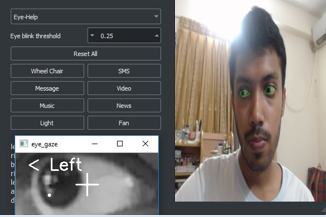 Eye-Help
Eye blink threshold 0.25
Reset All
Wheel Chair SMS
Message Video
Music News
Light Fan
eye_gaze
< Left